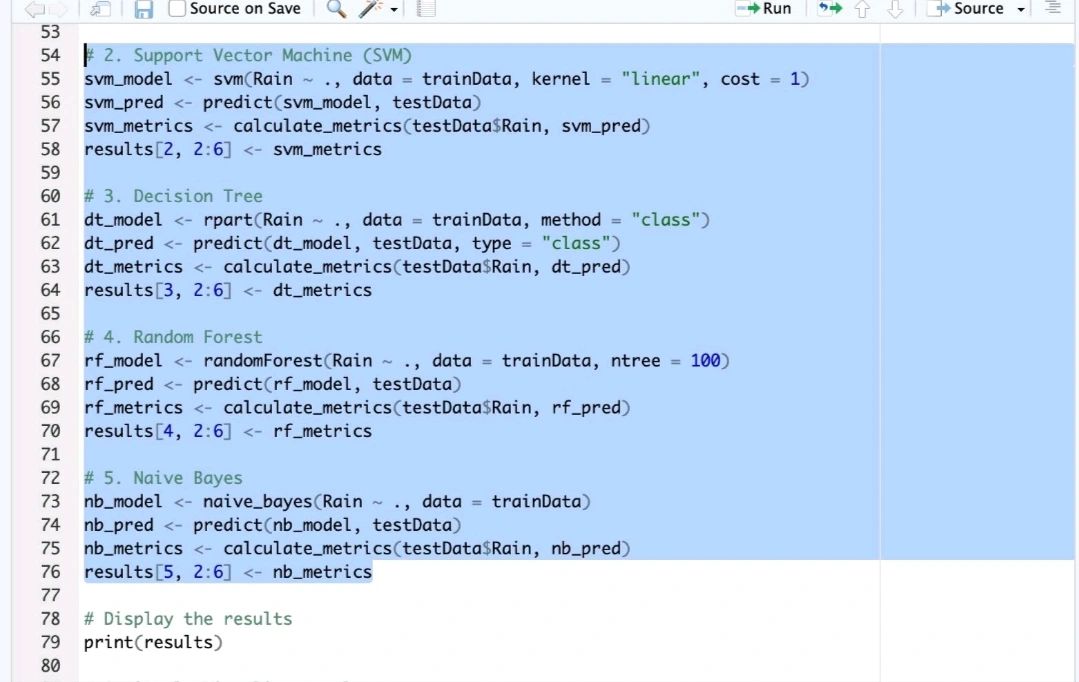 Source on Save
Run
Source
53
54 # 2. Support Vector Machine (SVM)
55 svm_model <- svm(Rain ~ ., data = trainData, kernel = "linear", cost = 1)
56 svm_pred <- predict(svm_model, testData)
57 svm_metrics <- calculate_metrics(testData$Rain, svm_pred)
58 results[2, 2:6] <- svm_metrics
59
60 # 3. Decision Tree
61 dt_model <- rpart(Rain ~ ., data = trainData, method = "class")
62 dt_pred <- predict(dt_model, testData, type = "class")
63 dt_metrics <- calculate_metrics(testData$Rain, dt_pred)
64 results[3, 2:6] <- dt_metrics
65
66 # 4. Random Forest
67 rf_model <- randomForest(Rain ~ ., data = trainData, ntree = 100)
68 rf_pred <- predict(rf_model, testData)
69 rf_metrics <- calculate_metrics(testData$Rain, rf_pred)
70 results[4, 2:6] <- rf_metrics
71
72 # 5. Naive Bayes
73 nb_model <- naive_bayes(Rain ~ ., data = trainData)
74 nb_pred <- predict(nb_model, testData)
75 nb_metrics <- calculate_metrics(testData$Rain, nb_pred)
76 results[5, 2:6] <- nb_metrics
77
78 # Display the results
79 print(results)
80